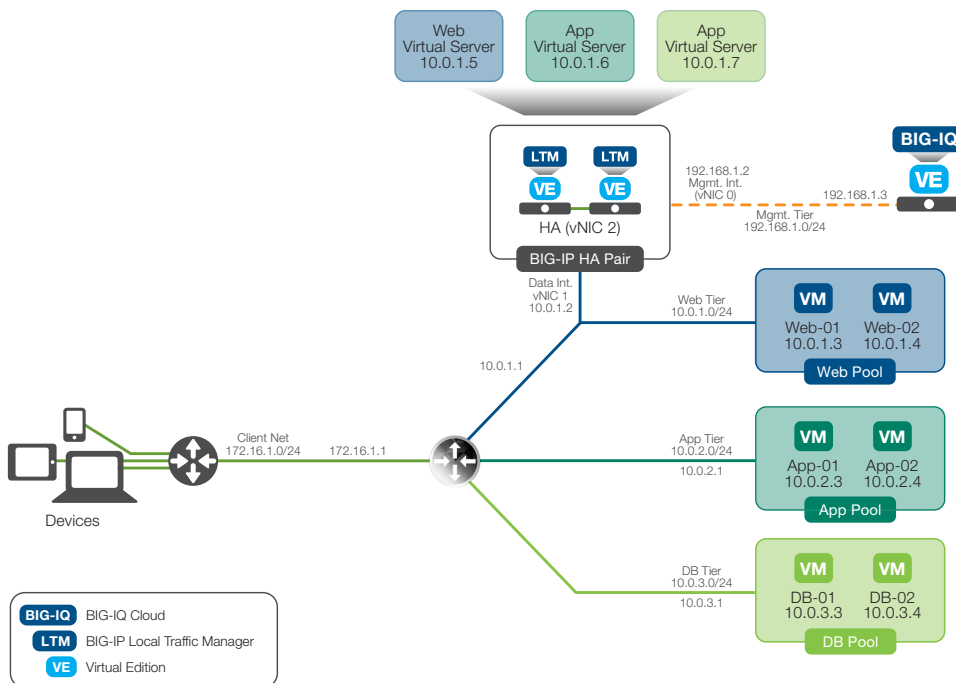 Web
Virtual Server
10.0.1.5
App
Virtual Server
10.0.1.6
App
Virtual Server
10.0.1.7
LTM
LTM
VE
VE
HA (vNIC 2)
BIG-IP HA Pair
192.168.1.2
Mgmt. Int.
(vNIC 0)
192.168.1.3
Mgmt. Tier
192.168.1.0/24
BIG-IQ
VE
Data Int.
vNIC 1
10.0.1.2
Web Tier
10.0.1.0/24
VM
VM
Web-01
10.0.1.3
Web-02
10.0.1.4
Web Pool
10.0.1.1
Client Net
172.16.1.0/24
172.16.1.1
Devices
App Tier
10.0.2.0/24
10.0.2.1
VM
VM
App-01
10.0.2.3
App-02
10.0.2.4
App Pool
DB Tier
10.0.3.0/24
10.0.3.1
VM
VM
DB-01
10.0.3.3
DB-02
10.0.3.4
DB Pool
BIG-IQ BIG-IQ Cloud
LTM BIG-IP Local Traffic Manager
VE Virtual Edition